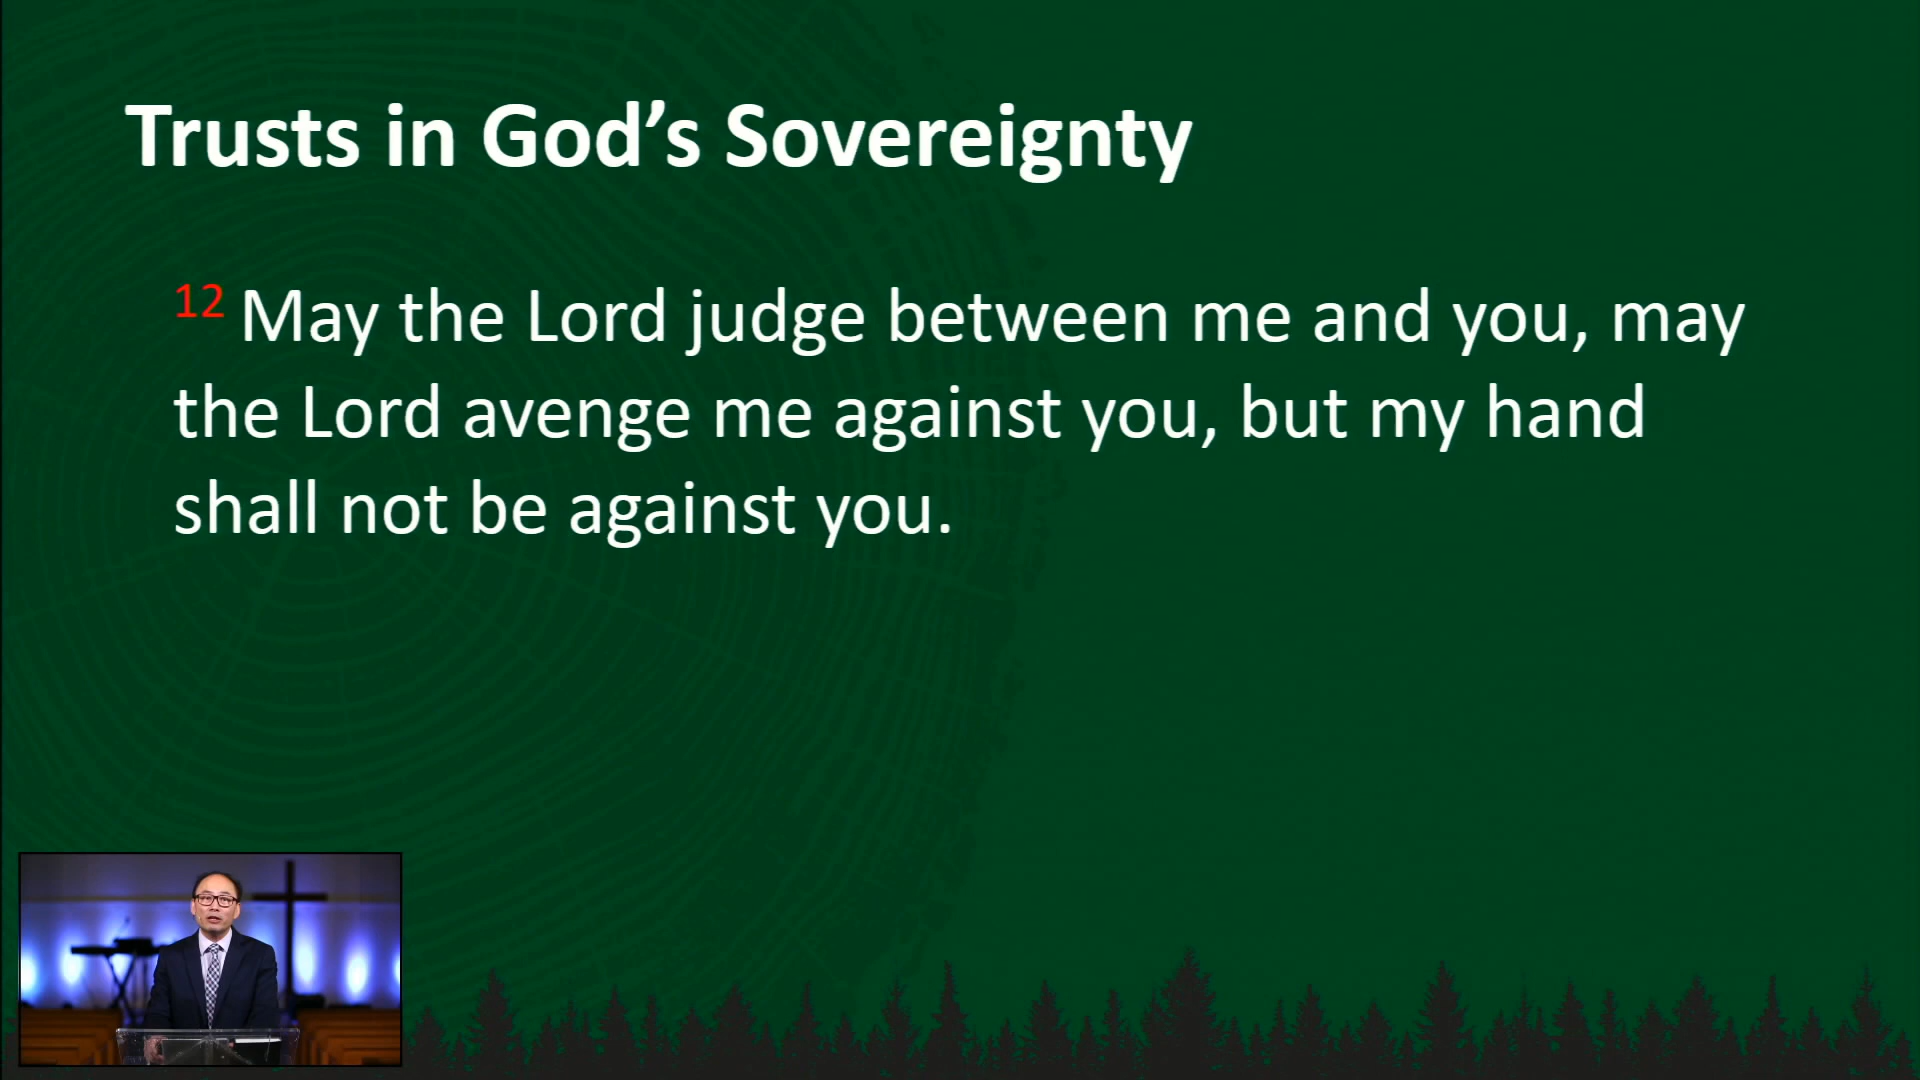 Trusts in God’s Sovereignty
12 May the Lord judge between me and you, may
the Lord avenge me against you, but my hand
shall not be against you.